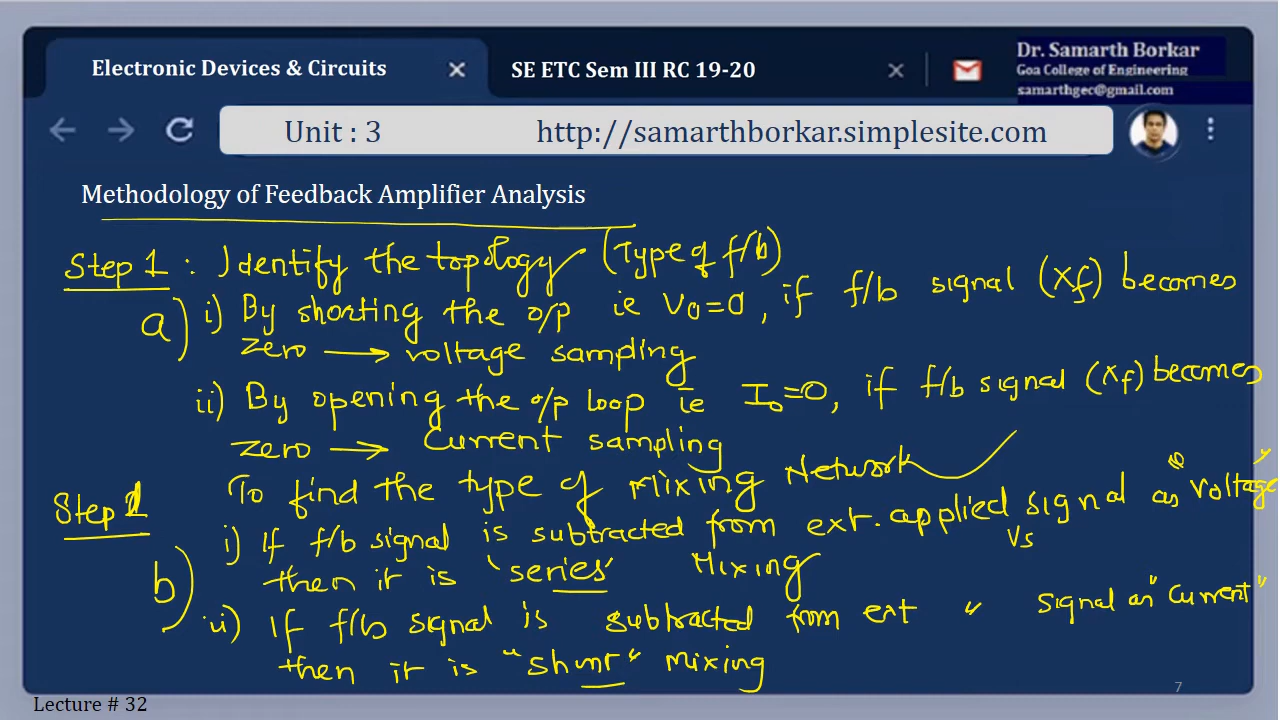 Electronic Devices & Circuits
SE ETC Sem III RC 19-20
Dr. Samarth Borkar
Goa College of Engineering
samarthgec@gmail.com
Unit : 3
http://samarthborkar.simplesite.com
Methodology of Feedback Amplifier Analysis
Step 1 : Identify the topology (Type of f/b)
a) i) By shorting the o/p ie Vo=0, if f/b signal (Xf) becomes
zero → voltage sampling
ii) By opening the o/p loop ie Io=0, if f/b signal (Xf) becomes
zero → Current sampling
Step 1 To find the type of Mixing Network
i) If f/b signal is subtracted from ext. applied signal as "voltage"
Vs
b) then it is 'series' Mixing
ii) If f/b signal is subtracted from ext " signal as "Current"
then it is "shunt" mixing
7
Lecture # 32